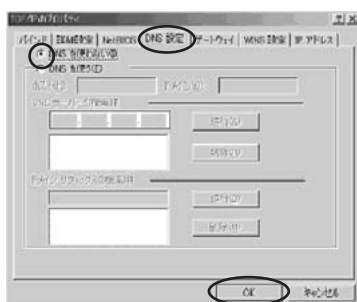 TCP/IPのプロパティ
バインド 詳細設定 NetBIOS DNS 設定 ゲートウェイ WINS 設定 IP アドレス
DNS を使わない(I)
DNS を使う(E)
ホスト(H): ドメイン(O):
DNS サーバーの検索順
追加(A)
削除(R)
ドメイン サフィックスの検索順
追加(D)
削除(M)
OK キャンセル